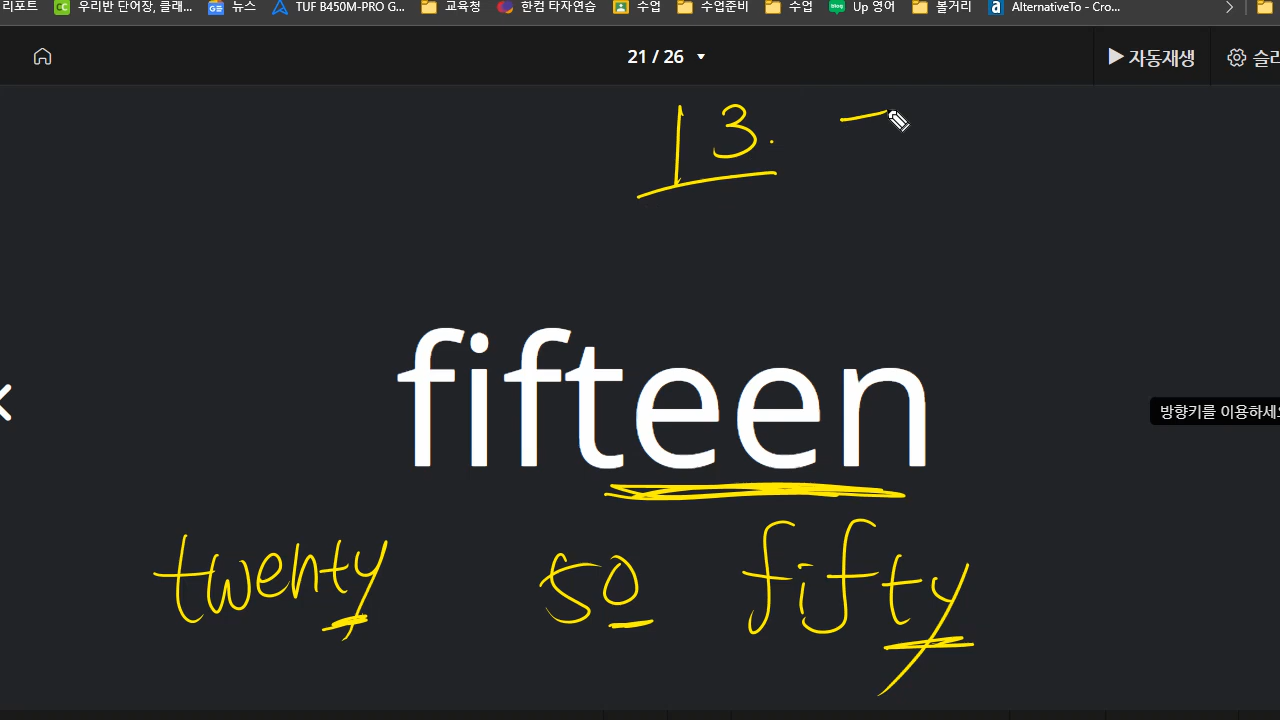 리포트 우리반 단어장, 클래... 뉴스 TUF B450M-PRO G... 교육청 한컴 타자연습 수업 수업준비 수업 Up 영어 볼거리 AlternativeTo - Cro...
21 / 26 자동재생 슬라
13.
fifteen
방향키를 이용하세요
twenty 50 fifty